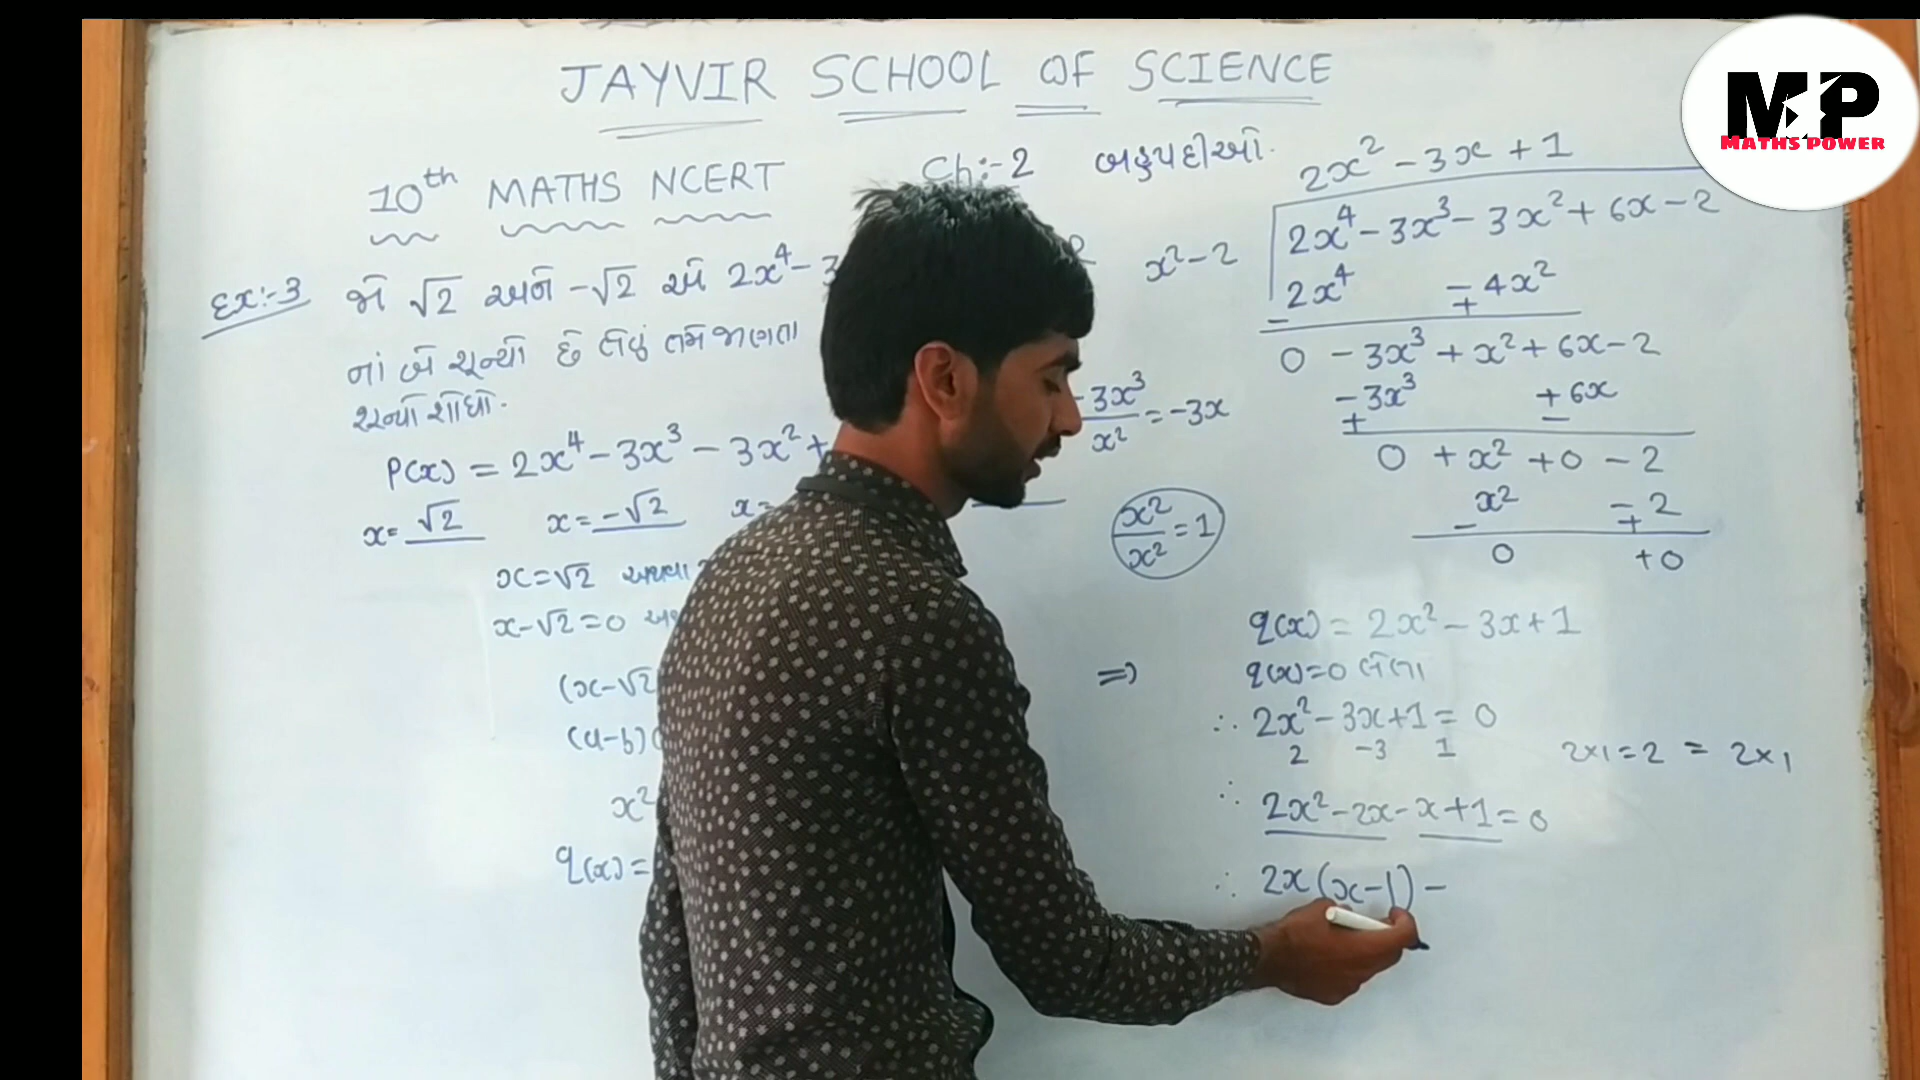 JAYVIR SCHOOL OF SCIENCE
MP
MATHS POWER
10th MATHS NCERT
Ch:-2 બહુપદીઓ.
Ex:-3 જો √2 અને -√2 એ 2x⁴-3
નાં બે શૂન્યો છે તેવું તમે જાણતા
શૂન્યો શોધો.
P(x) = 2x⁴-3x³-3x²+
x=√2 x=-√2 x=
x=√2 અથવા
x-√2=0
(x-√2
(a-b)(
x²
q(x)=
-3x³/x² = -3x
x²/x² = 1
2x²-3x+1
x²-2 2x⁴-3x³-3x²+6x-2
2x⁴ -4x²
- +
0 -3x³+x²+6x-2
-3x³ +6x
+ -
0 +x²+0-2
x² -2
- +
0 +0
q(x)=2x²-3x+1
⇒ q(x)=0 લેતા
∴ 2x²-3x+1=0
2 -3 1 2×1=2 = 2×1
∴ 2x²-2x-x+1=0
∴ 2x(x-1)-